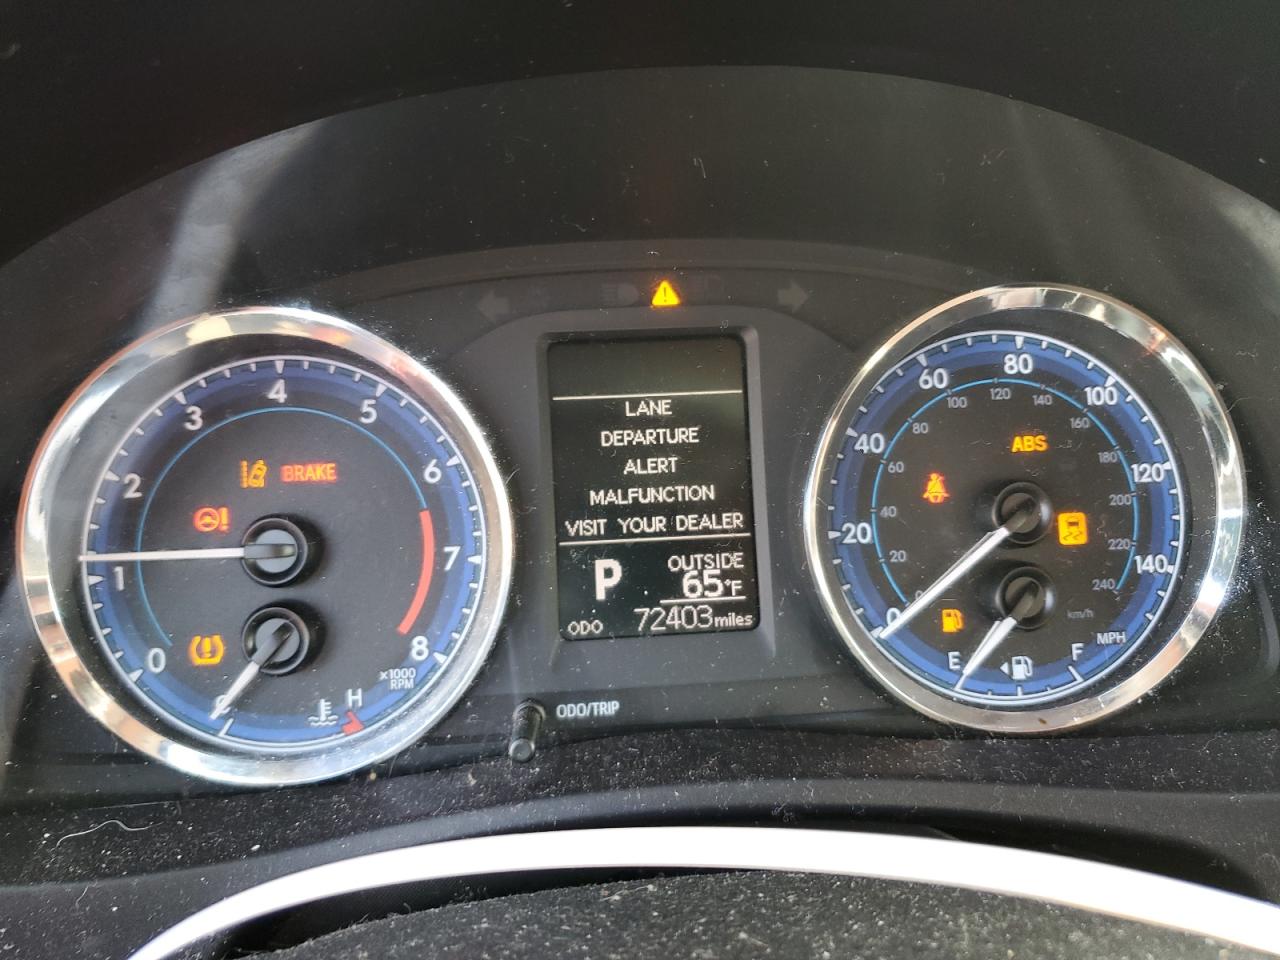 LANE
DEPARTURE
ALERT
MALFUNCTION
VISIT YOUR DEALER
P
OUTSIDE
65°F
ODO 72403 miles
ODO/TRIP
BRAKE
0
1
2
3
4
5
6
7
8
×1000
RPM
H
ABS
0
20
40
60
80
100
120
140
20
40
60
80
100
120
140
160
180
200
220
240
km/h
MPH
E
F